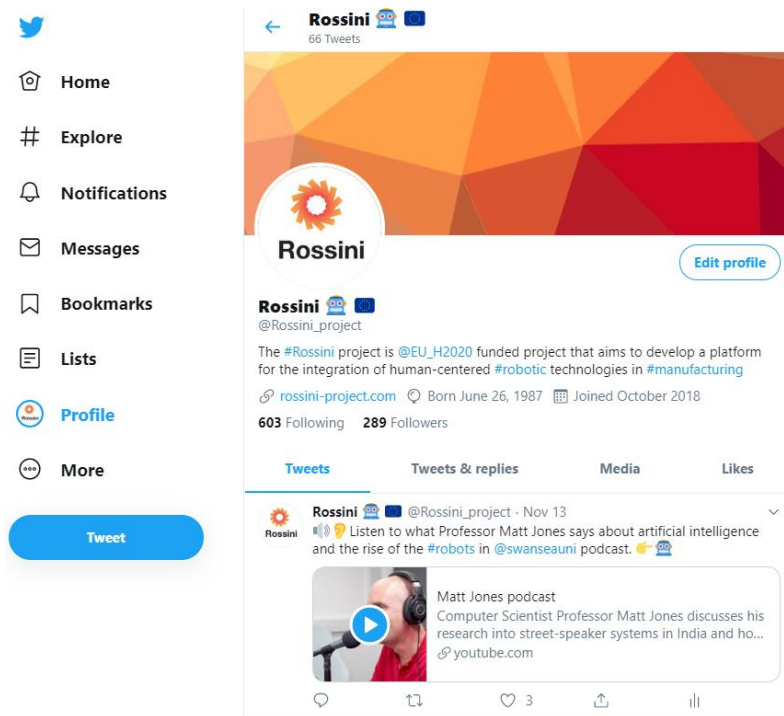 Rossini 🤖 🇪🇺
66 Tweets
Home
Explore
Notifications
Messages
Bookmarks
Lists
Profile
More
Tweet
Rossini
Edit profile
Rossini 🤖 🇪🇺
@Rossini_project
The #Rossini project is @EU_H2020 funded project that aims to develop a platform
for the integration of human-centered #robotic technologies in #manufacturing
rossini-project.com Born June 26, 1987 Joined October 2018
603 Following 289 Followers
Tweets Tweets & replies Media Likes
Rossini
Rossini 🤖 🇪🇺 @Rossini_project · Nov 13
🔊👂Listen to what Professor Matt Jones says about artificial intelligence
and the rise of the #robots in @swanseauni podcast. 👉🤖
Matt Jones podcast
Computer Scientist Professor Matt Jones discusses his
research into street-speaker systems in India and ho...
youtube.com
3